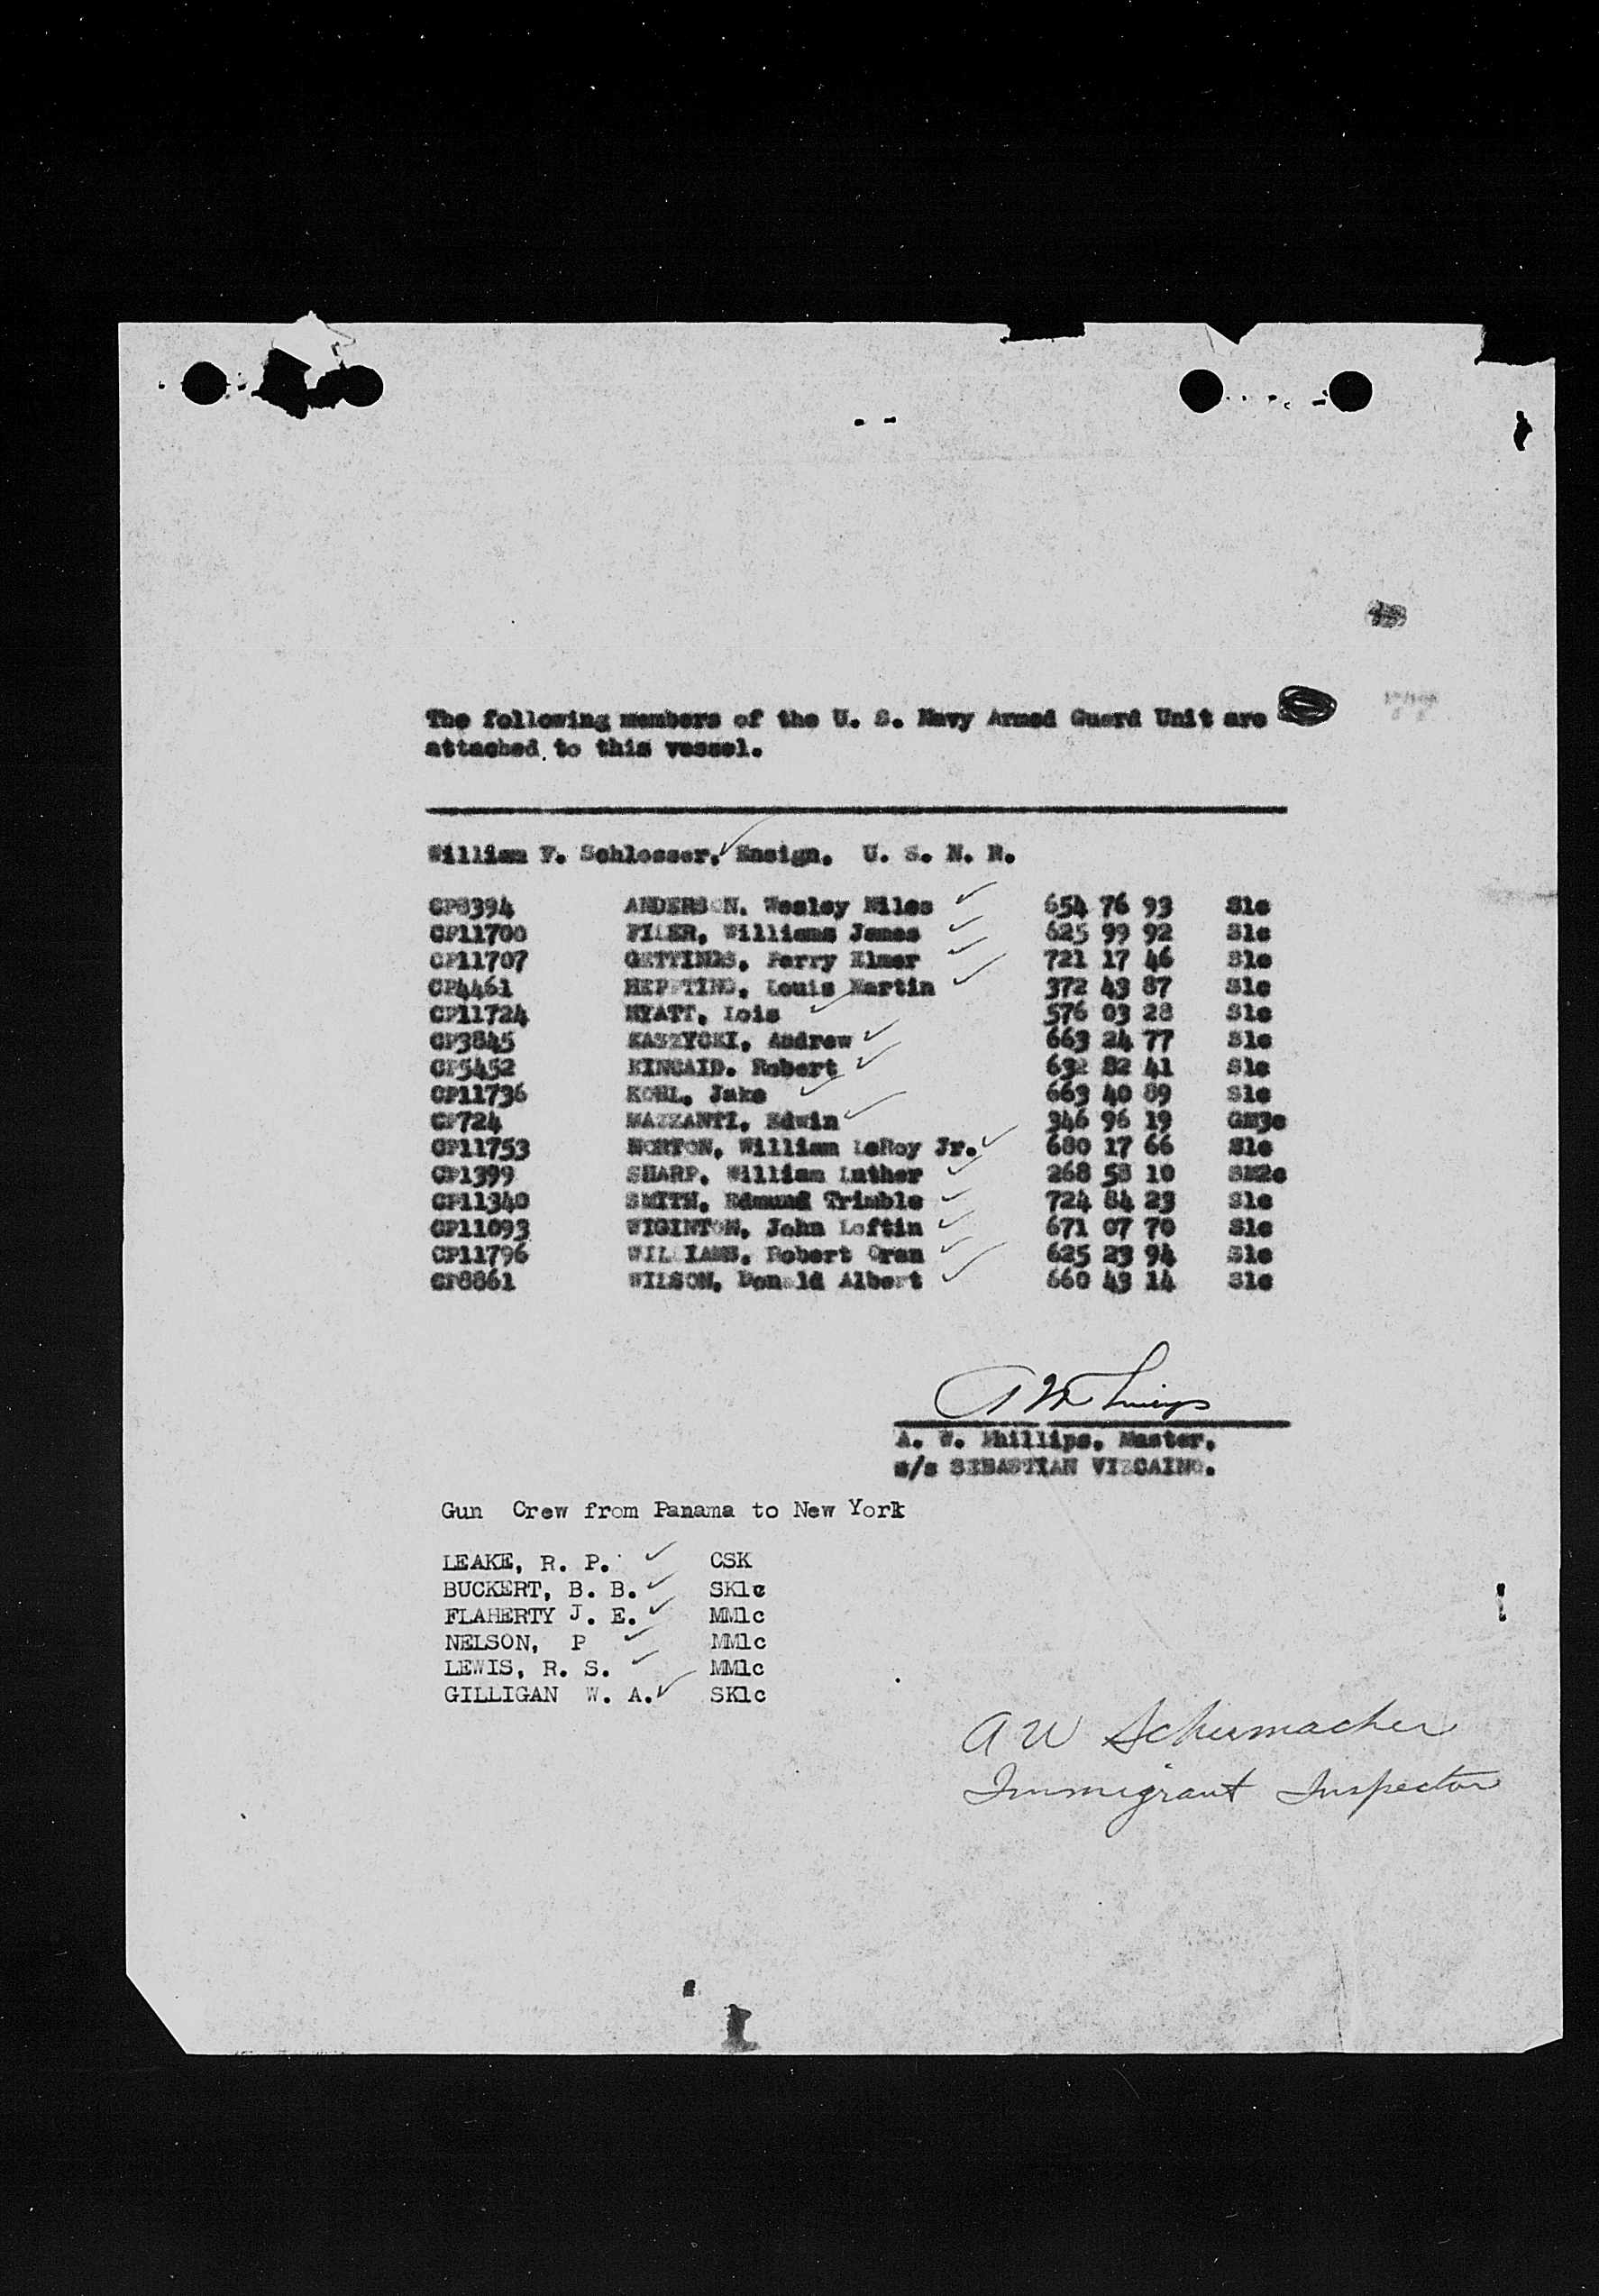 The following members of the U. S. Navy Armed Guard Unit are
attached to this vessel.
William F. Schlosser, Ensign, U. S. N. R.
CP8394 ANDERSON, Wesley Miles 654 76 93 S1c
CP11700 FILER, Williams James 625 99 92 S1c
CP11707 GETTINGS, Perry Elmer 721 17 46 S1c
CP4461 Louis Martin 372 43 87 S1c
CP11724 HYATT, Lois 576 03 28 S1c
CP3845 KASZYCKI, Andrew 663 24 77 S1c
CP5452 KINCAID. Robert 632 82 41 S1c
CP11736 KOHL, Jake 663 40 89 S1c
CP724 MAZZANTI, Edwin 346 96 19 GM3c
CP11753 NORTON, William LeRoy Jr. 680 17 66 S1c
CP1399 SHARP, William Luther 268 58 10 SM2c
CP11340 SMITH, Edmund Trimble 724 84 23 S1c
CP11093 WIGINTON, John Loftin 671 07 70 S1c
CP11796 WILLIAMS, Robert Oran 625 23 94 S1c
CP8861 WILSON, Donald Albert 660 43 14 S1c
A W Phillips
A. W. Phillips, Master,
s/s SEBASTIAN VIZCAINO.
Gun Crew from Panama to New York
LEAKE, R. P. CSK
BUCKERT, B. B. SK1c
FLAHERTY J. E. MM1c
NELSON, P MM1c
LEWIS, R. S. MM1c
GILLIGAN W. A. SK1c
A W Schermacher
Immigrant Inspector